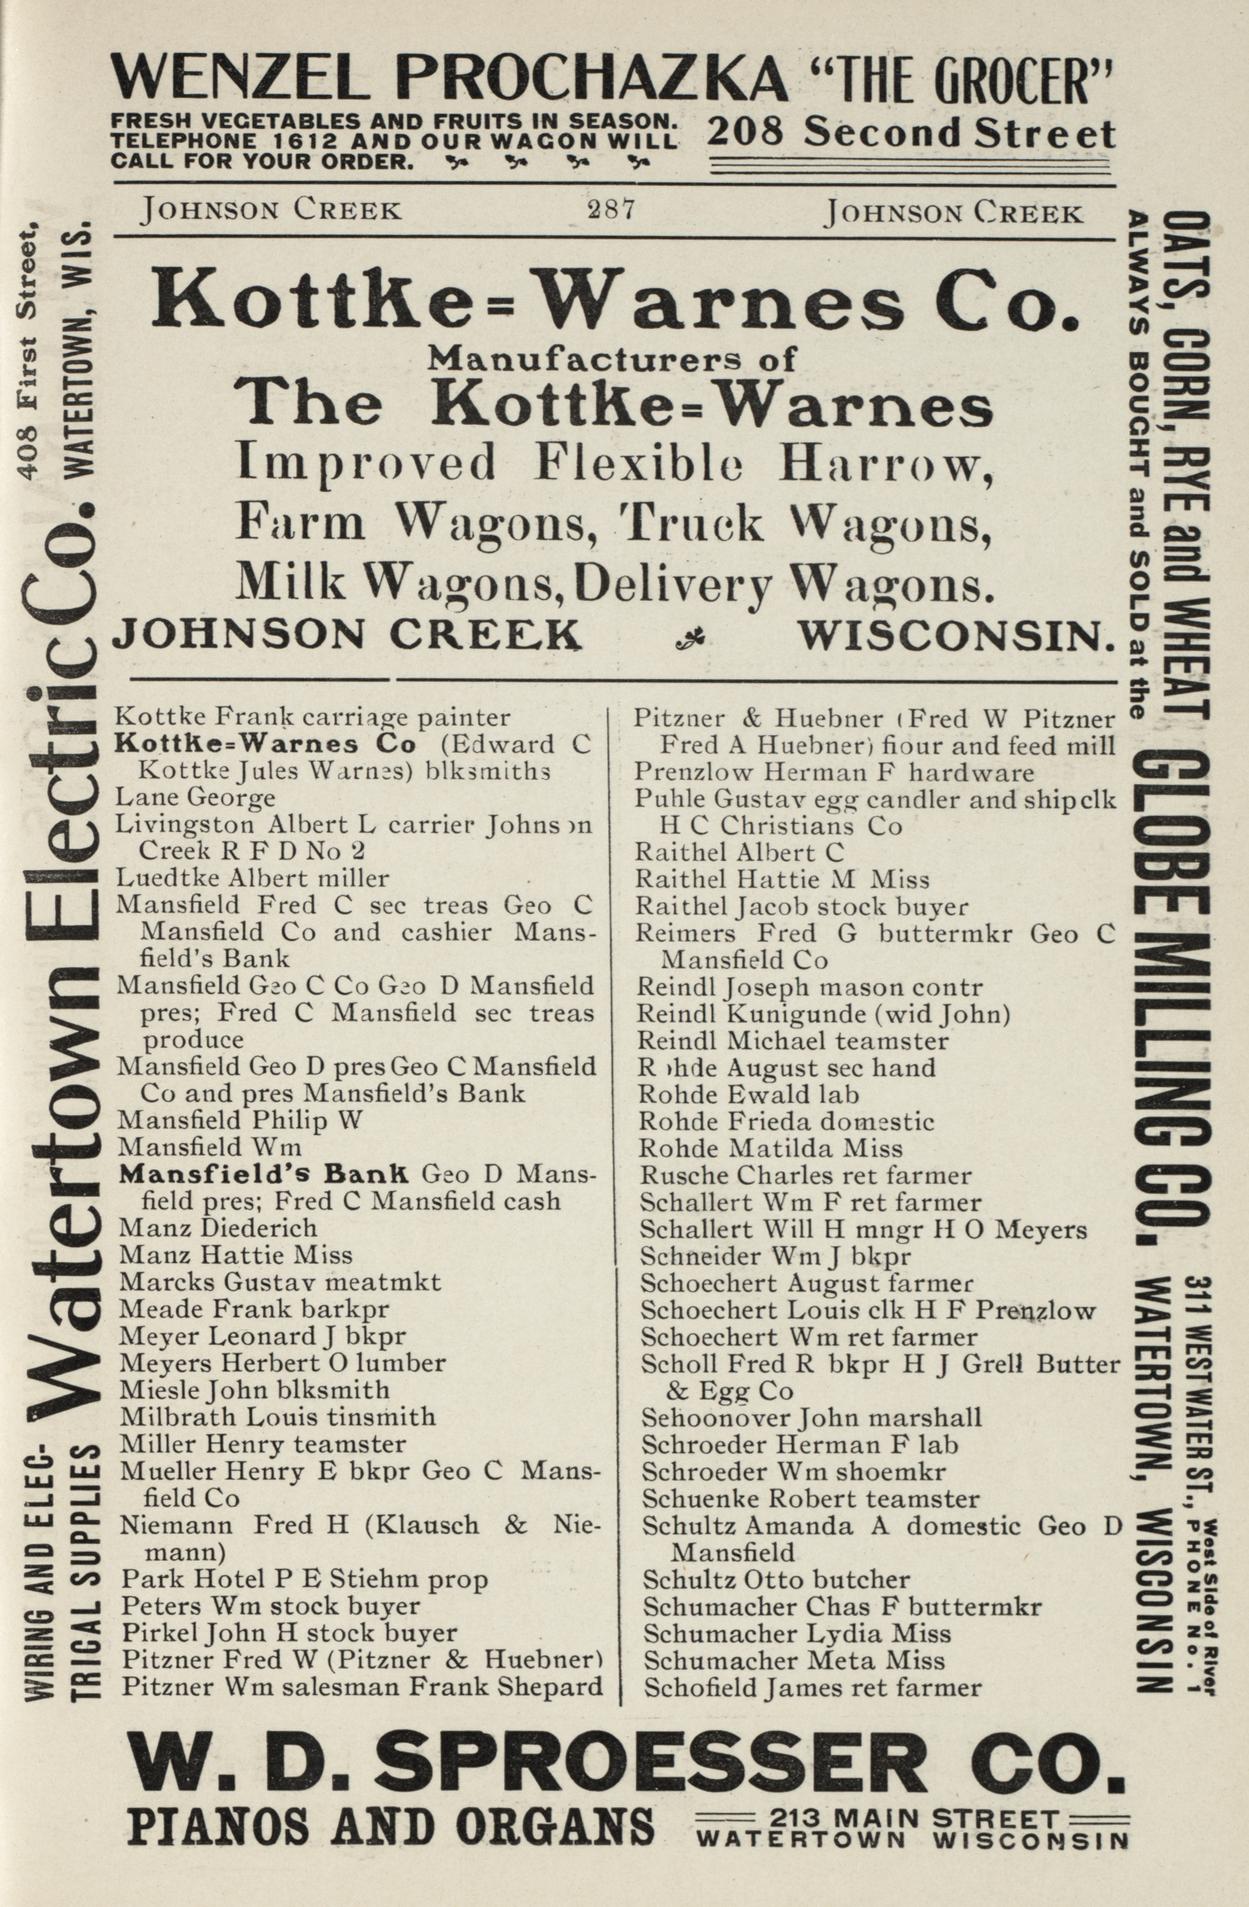 WENZEL PROCHAZKA "THE GROCER"
FRESH VEGETABLES AND FRUITS IN SEASON.
TELEPHONE 1612 AND OUR WAGON WILL
CALL FOR YOUR ORDER.
208 Second Street
JOHNSON CREEK 287 JOHNSON CREEK
Kottke=Warnes Co.
Manufacturers of
The Kottke=Warnes
Improved Flexible Harrow,
Farm Wagons, Truck Wagons,
Milk Wagons, Delivery Wagons.
JOHNSON CREEK WISCONSIN.
Kottke Frank carriage painter
Kottke=Warnes Co (Edward C
Kottke Jules Warnes) blksmiths
Lane George
Livingston Albert L carrier Johnson
Creek R F D No 2
Luedtke Albert miller
Mansfield Fred C sec treas Geo C
Mansfield Co and cashier Mans-
field's Bank
Mansfield Geo C Co Geo D Mansfield
pres; Fred C Mansfield sec treas
produce
Mansfield Geo D pres Geo C Mansfield
Co and pres Mansfield's Bank
Mansfield Philip W
Mansfield Wm
Mansfield's Bank Geo D Mans-
field pres; Fred C Mansfield cash
Manz Diederich
Manz Hattie Miss
Marcks Gustav meatmkt
Meade Frank barkpr
Meyer Leonard J bkpr
Meyers Herbert O lumber
Miesle John blksmith
Milbrath Louis tinsmith
Miller Henry teamster
Mueller Henry E bkpr Geo C Mans-
field Co
Niemann Fred H (Klausch & Nie-
mann)
Park Hotel P E Stiehm prop
Peters Wm stock buyer
Pirkel John H stock buyer
Pitzner Fred W (Pitzner & Huebner)
Pitzner Wm salesman Frank Shepard
Pitzner & Huebner (Fred W Pitzner
Fred A Huebner) fiour and feed mill
Prenzlow Herman F hardware
Puhle Gustav egg candler and shipclk
H C Christians Co
Raithel Albert C
Raithel Hattie M Miss
Raithel Jacob stock buyer
Reimers Fred G buttermkr Geo C
Mansfield Co
Reindl Joseph mason contr
Reindl Kunigunde (wid John)
Reindl Michael teamster
Rohde August sec hand
Rohde Ewald lab
Rohde Frieda domestic
Rohde Matilda Miss
Rusche Charles ret farmer
Schallert Wm F ret farmer
Schallert Will H mngr H O Meyers
Schneider Wm J bkpr
Schoechert August farmer
Schoechert Louis clk H F Prenzlow
Schoechert Wm ret farmer
Scholl Fred R bkpr H J Grell Butter
& Egg Co
Sehoonover John marshall
Schroeder Herman F lab
Schroeder Wm shoemkr
Schuenke Robert teamster
Schultz Amanda A domestic Geo D
Mansfield
Schultz Otto butcher
Schumacher Chas F buttermkr
Schumacher Lydia Miss
Schumacher Meta Miss
Schofield James ret farmer
WIRING AND ELEC-
TRICAL SUPPLIES
Watertown Electric Co.
408 First Street,
WATERTOWN, WIS.
OATS, CORN, RYE and WHEAT
ALWAYS BOUGHT and SOLD at the
GLOBE MILLING CO.
311 WEST WATER ST.,
West Side of River
PHONE No. 1
WATERTOWN, WISCONSIN
W. D. SPROESSER CO.
PIANOS AND ORGANS
213 MAIN STREET
WATERTOWN WISCONSIN